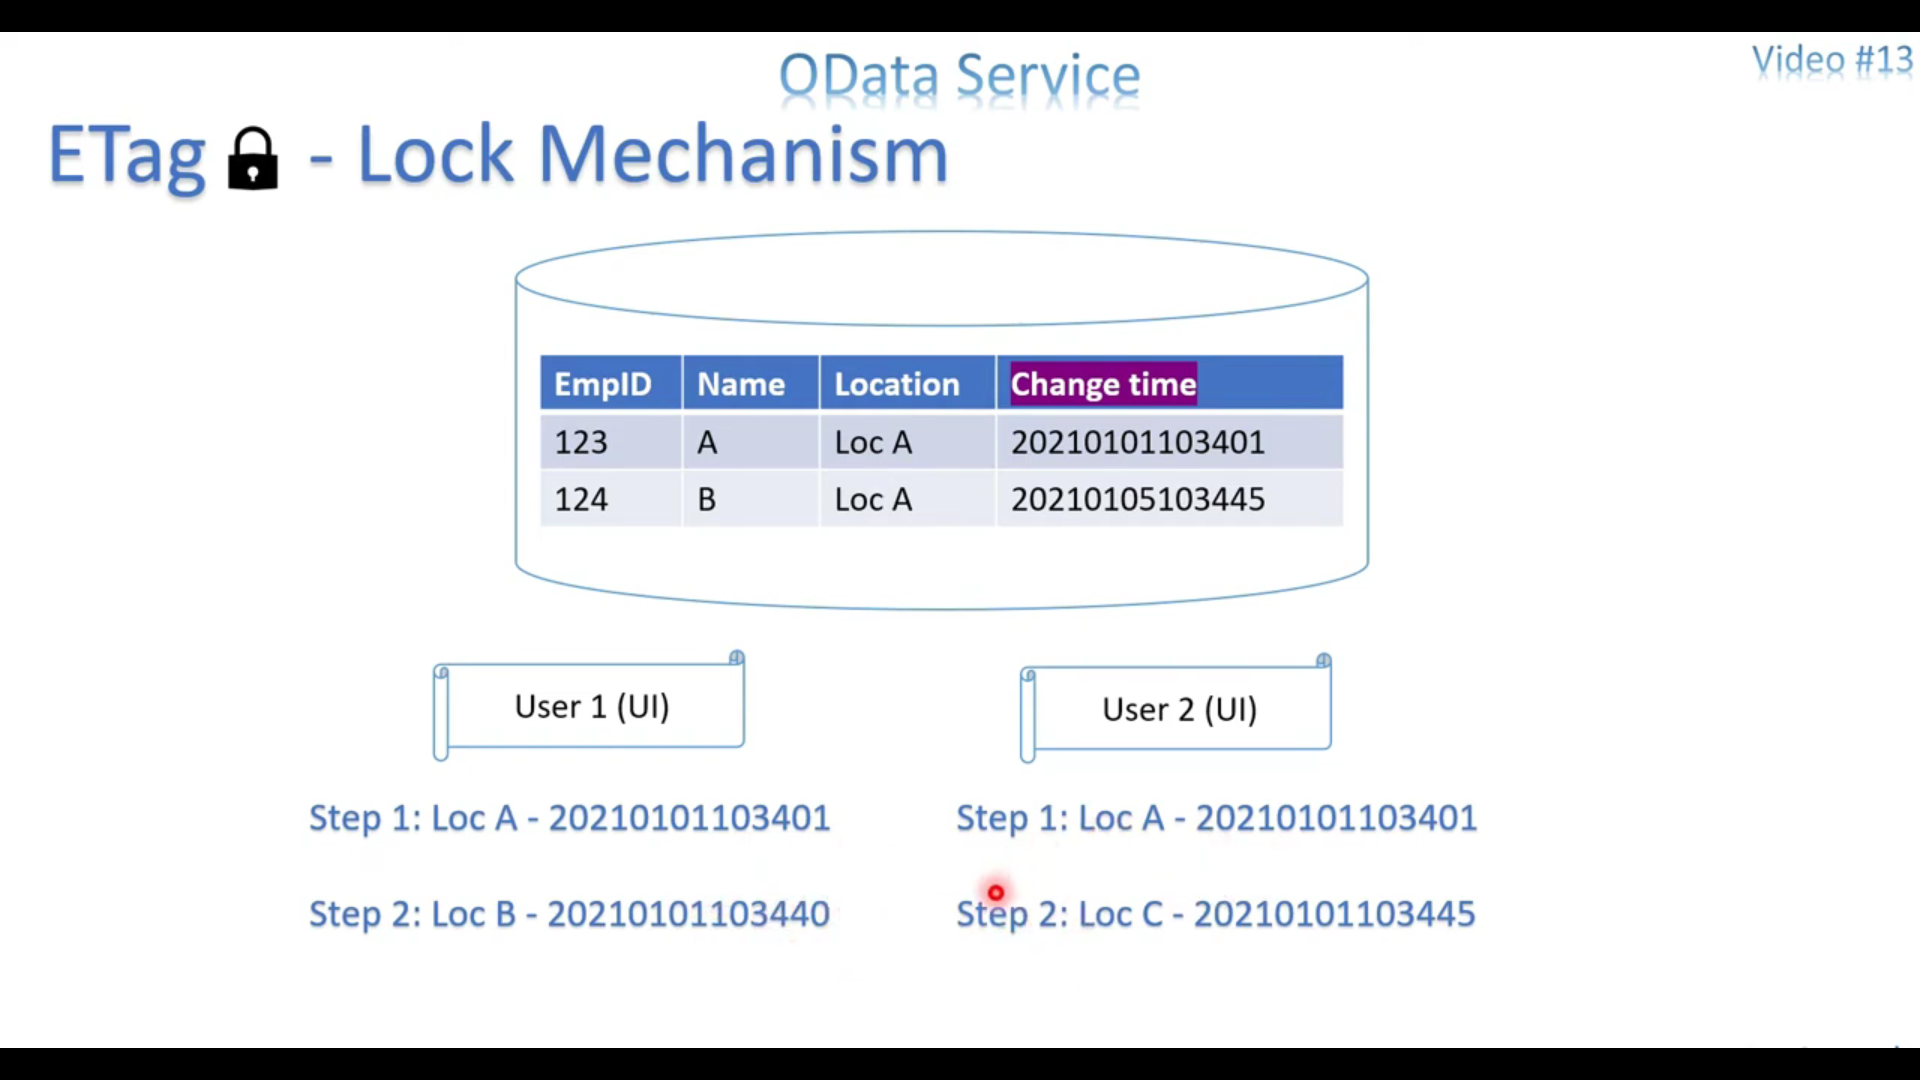 OData Service
Video #13
ETag - Lock Mechanism
EmpID Name Location Change time
123 A Loc A 20210101103401
124 B Loc A 20210105103445
User 1 (UI)
User 2 (UI)
Step 1: Loc A - 20210101103401
Step 1: Loc A - 20210101103401
Step 2: Loc B - 20210101103440
Step 2: Loc C - 20210101103445